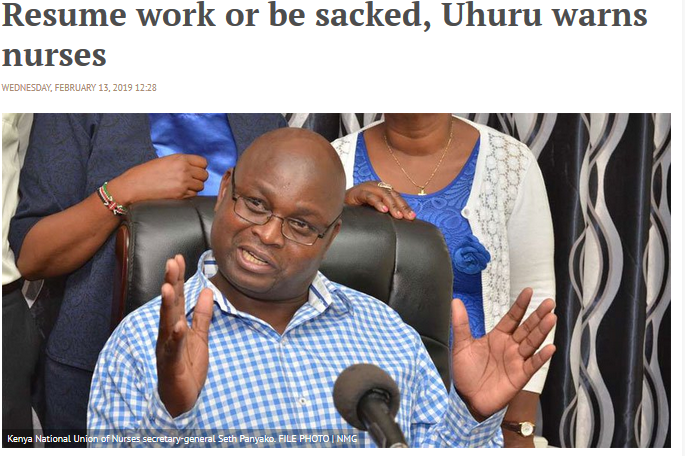 Resume work or be sacked, Uhuru warns
nurses
WEDNESDAY, FEBRUARY 13, 2019 12:28
Kenya National Union of Nurses secretary-general Seth Panyako. FILE PHOTO | NMG